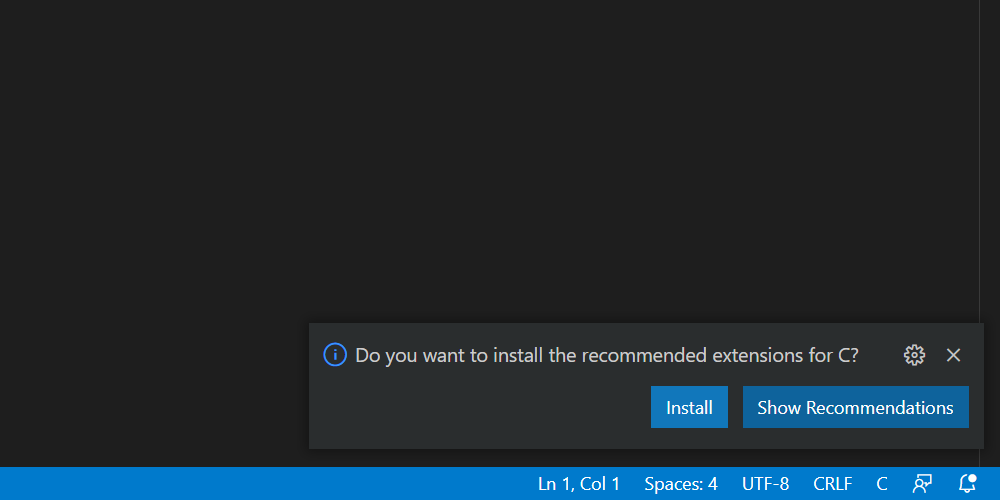 Do you want to install the recommended extensions for C?
Install Show Recommendations
Ln 1, Col 1 Spaces: 4 UTF-8 CRLF C